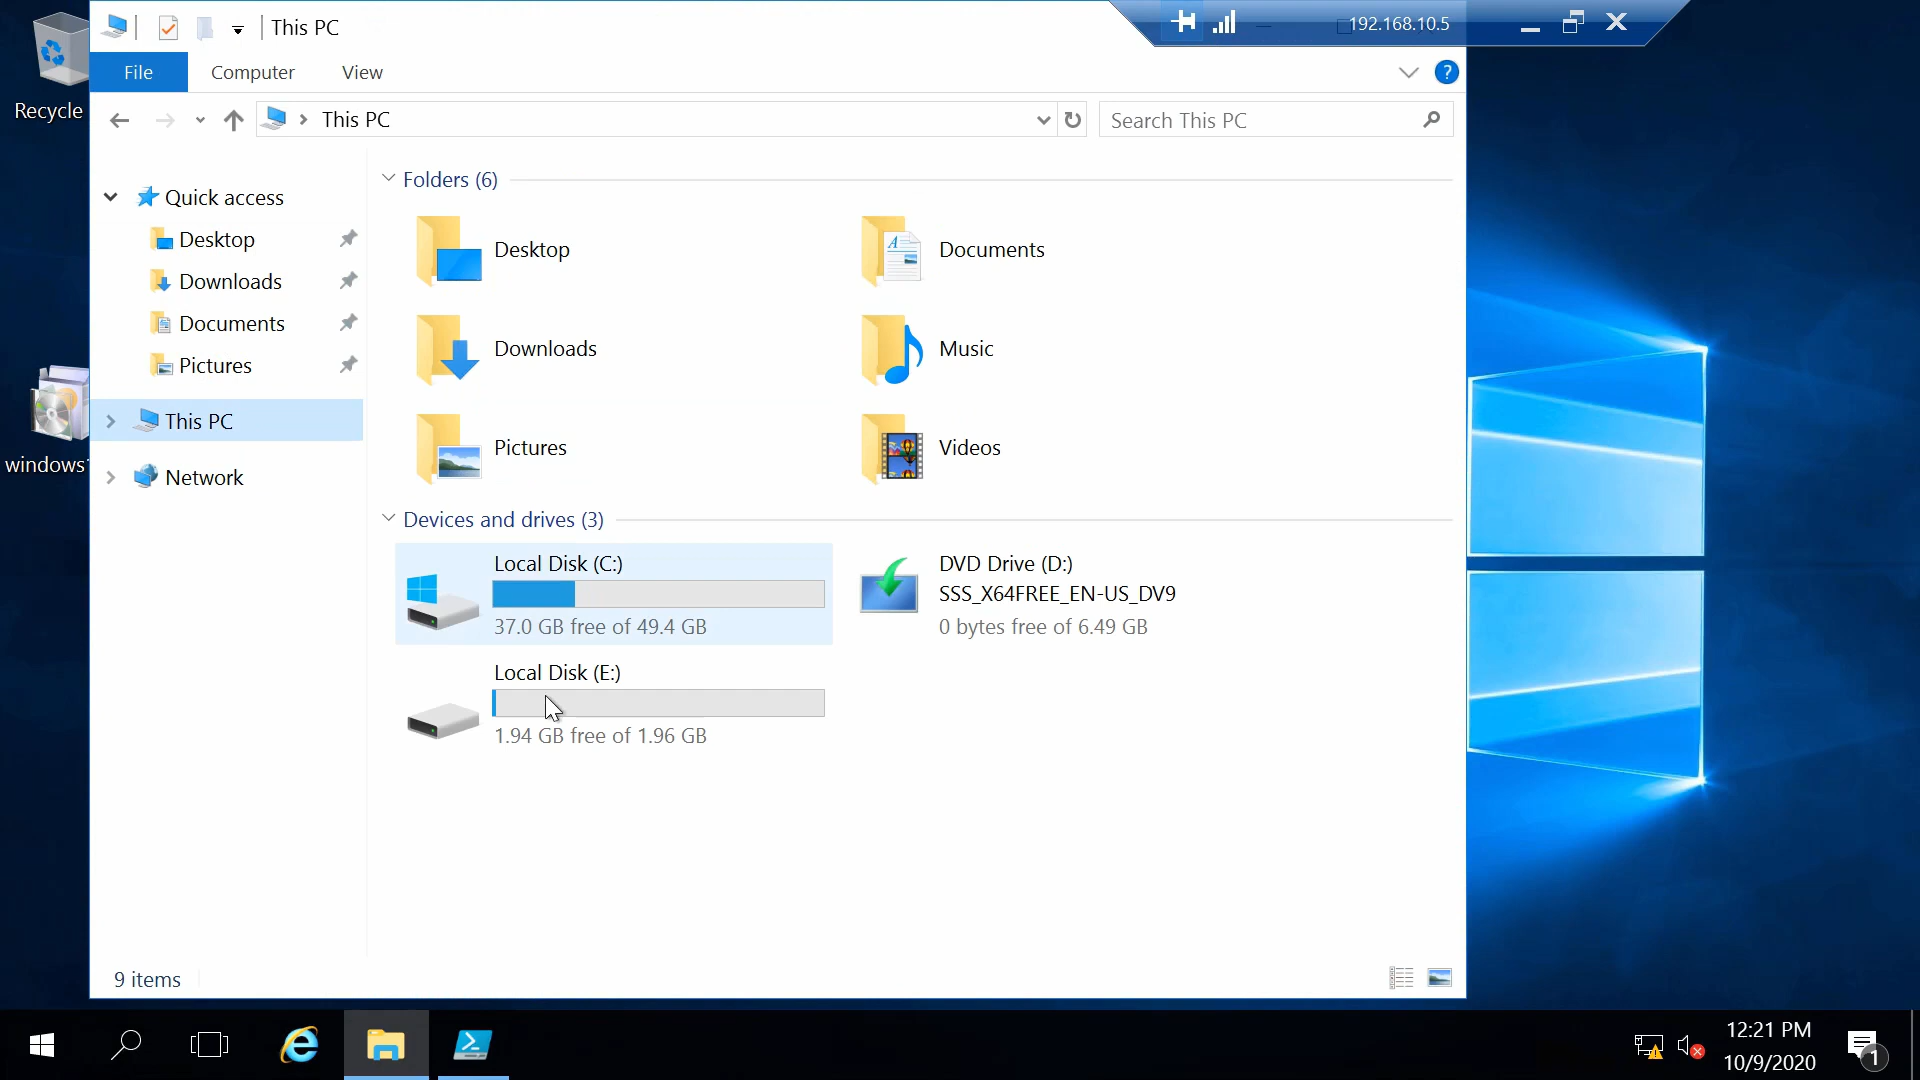 This PC
192.168.10.5
File
Computer
View
?
Recycle
This PC
Search This PC
Quick access
Desktop
Downloads
Documents
Pictures
This PC
Network
windows
Folders (6)
Desktop
Documents
Downloads
Music
Pictures
Videos
Devices and drives (3)
Local Disk (C:)
37.0 GB free of 49.4 GB
DVD Drive (D:)
SSS_X64FREE_EN-US_DV9
0 bytes free of 6.49 GB
Local Disk (E:)
1.94 GB free of 1.96 GB
9 items
12:21 PM
10/9/2020
1